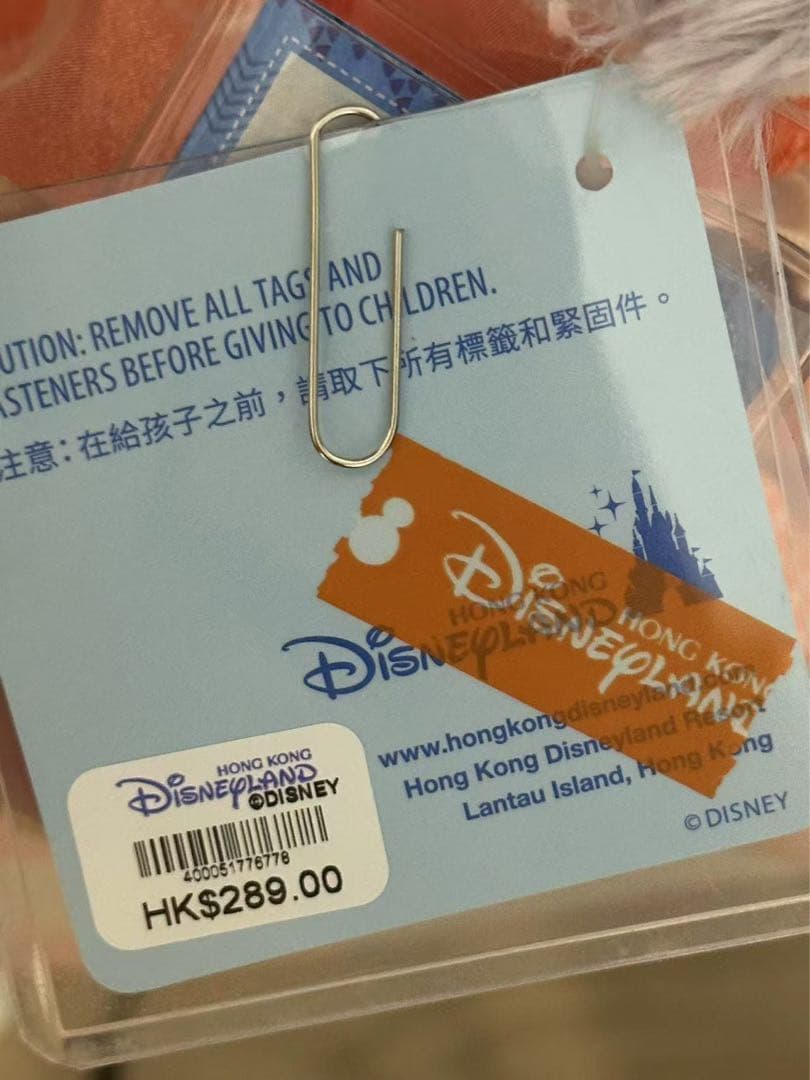 UTION: REMOVE ALL TAGS AND
ASTENERS BEFORE GIVING TO CHILDREN.
注意：在給孩子之前，請取下所有標籤和緊固件。
HONG KONG
DISNEYLAND
HONG KONG
DISNEYLAND
www.hongkongdisneyland.com
Hong Kong Disneyland Resort
Lantau Island, Hong Kong
©DISNEY
HONG KONG
DISNEYLAND
©DISNEY
400051776778
HK$289.00